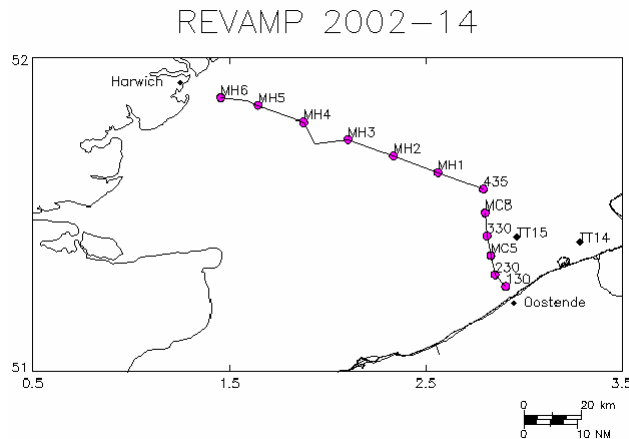 REVAMP 2002-14
52
Harwich
MH6
MH5
MH4
MH3
MH2
MH1
435
MC8
330
TT15
TT14
MC5
230
130
Oostende
51
0.5
1.5
2.5
3.5
0
20 km
0
10 NM